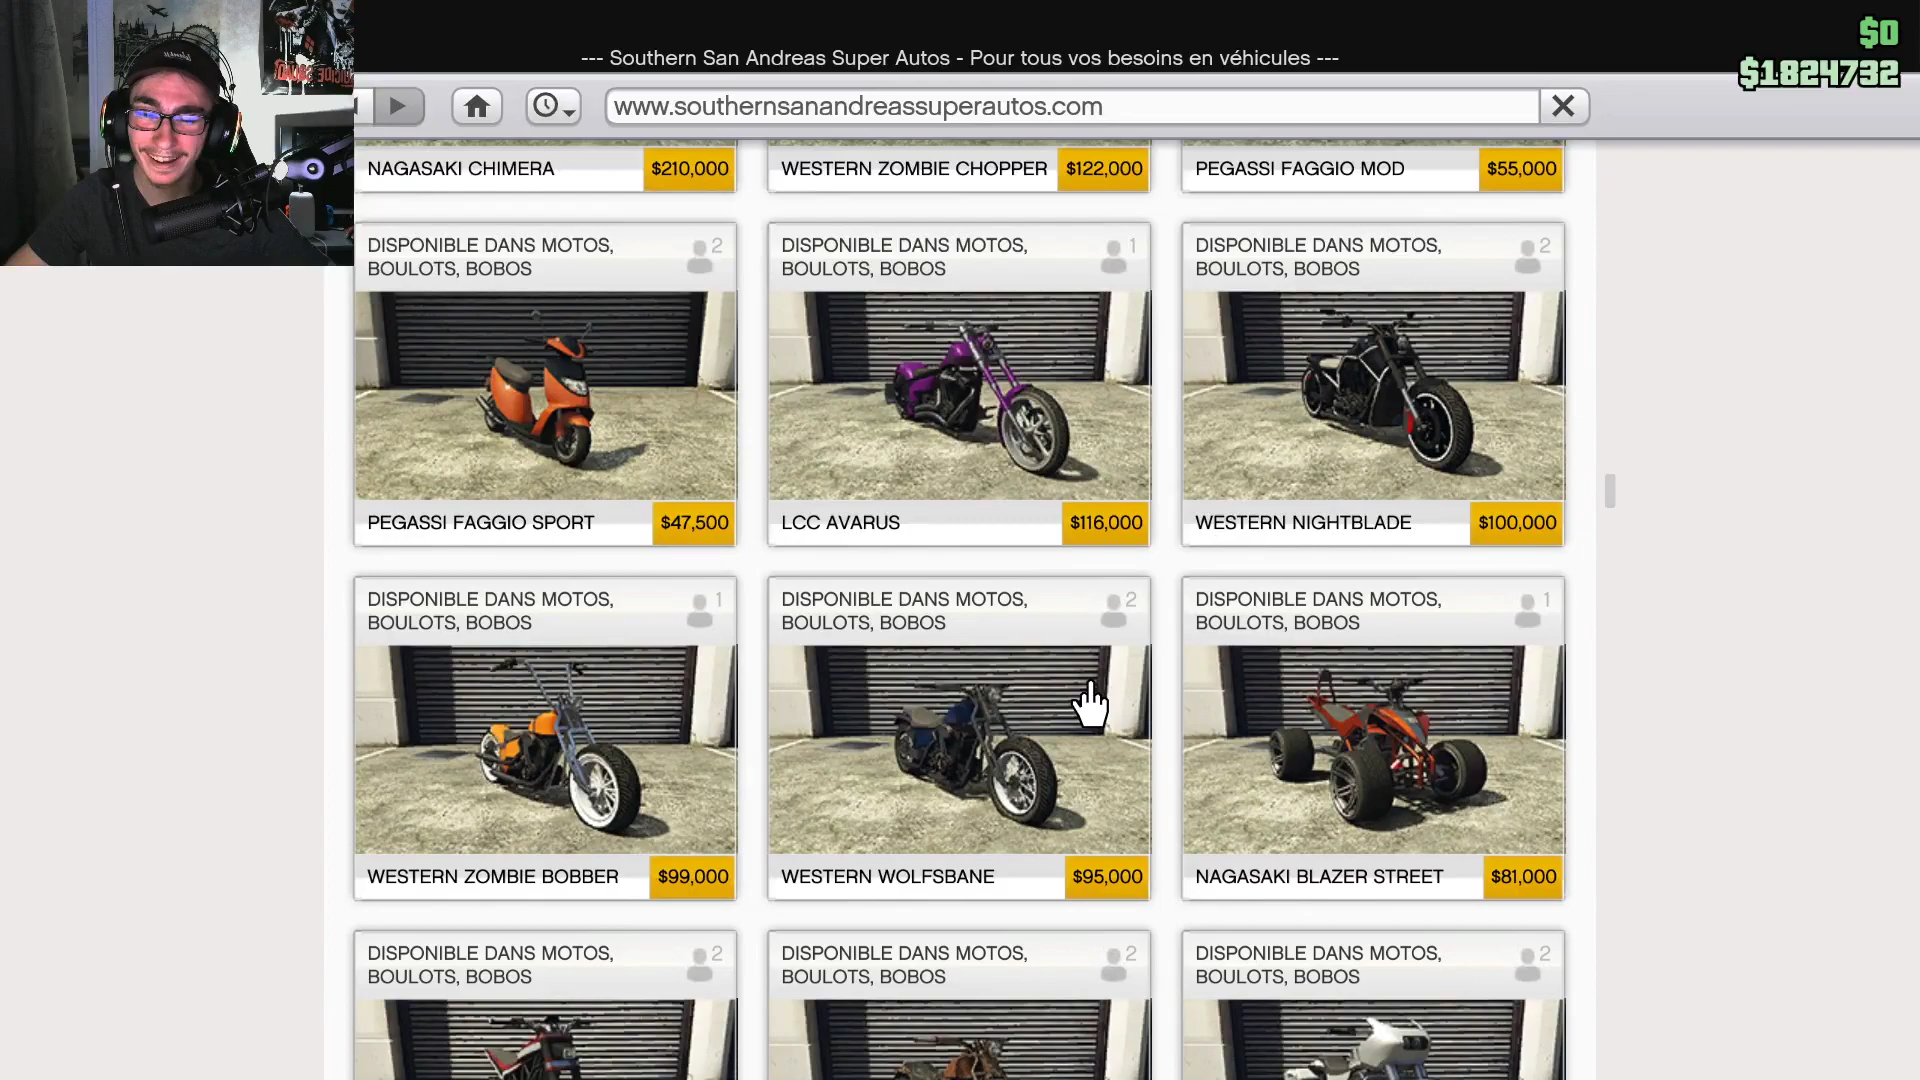 --- Southern San Andreas Super Autos - Pour tous vos besoins en véhicules ---
$0
$1824732
www.southernsanandreassuperautos.com
NAGASAKI CHIMERA $210,000
WESTERN ZOMBIE CHOPPER $122,000
PEGASSI FAGGIO MOD $55,000
DISPONIBLE DANS MOTOS, 2
BOULOTS, BOBOS
PEGASSI FAGGIO SPORT $47,500
DISPONIBLE DANS MOTOS, 1
BOULOTS, BOBOS
LCC AVARUS $116,000
DISPONIBLE DANS MOTOS, 2
BOULOTS, BOBOS
WESTERN NIGHTBLADE $100,000
DISPONIBLE DANS MOTOS, 1
BOULOTS, BOBOS
WESTERN ZOMBIE BOBBER $99,000
DISPONIBLE DANS MOTOS, 2
BOULOTS, BOBOS
WESTERN WOLFSBANE $95,000
DISPONIBLE DANS MOTOS, 1
BOULOTS, BOBOS
NAGASAKI BLAZER STREET $81,000
DISPONIBLE DANS MOTOS, 2
BOULOTS, BOBOS
DISPONIBLE DANS MOTOS, 2
BOULOTS, BOBOS
DISPONIBLE DANS MOTOS, 2
BOULOTS, BOBOS